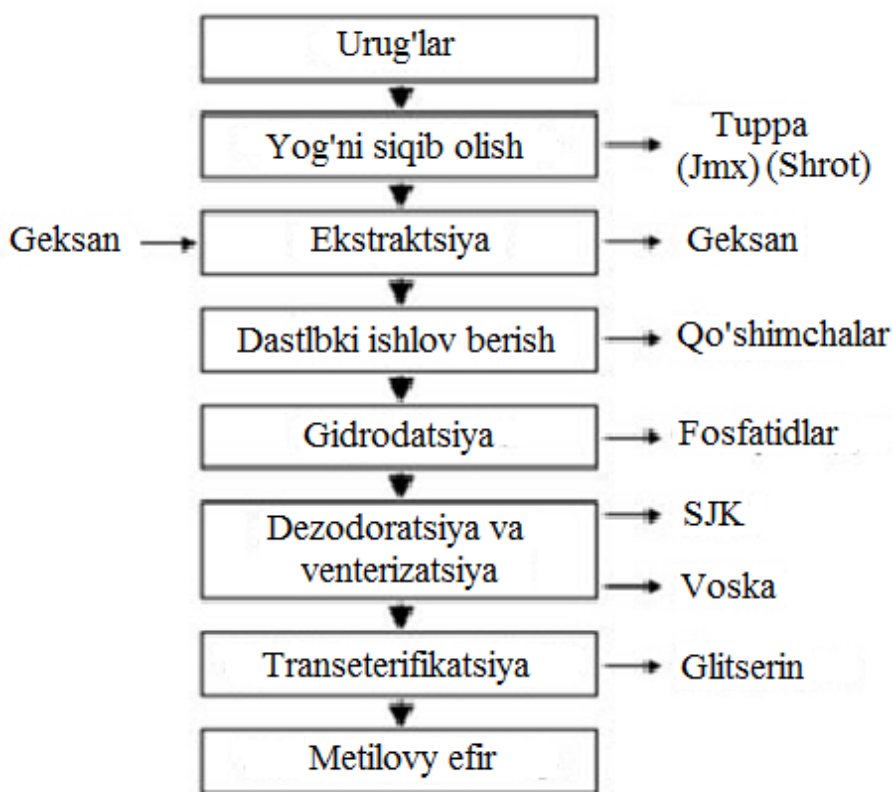 Urug'lar
Yog'ni siqib olish
Tuppa
(Jmx) (Shrot)
Geksan
Ekstraktsiya
Geksan
Dastlbki ishlov berish
Qo'shimchalar
Gidrodatsiya
Fosfatidlar
Dezodoratsiya va
venterizatsiya
SJK
Voska
Transeterifikatsiya
Glitserin
Metilovy efir